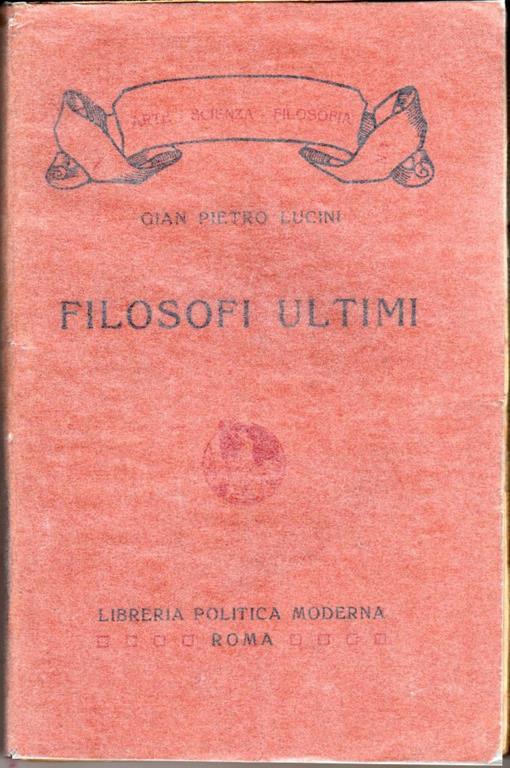 ARTE - SCIENZA - FILOSOFIA
GIAN PIETRO LUCINI
FILOSOFI ULTIMI
LIBRERIA POLITICA MODERNA
ROMA